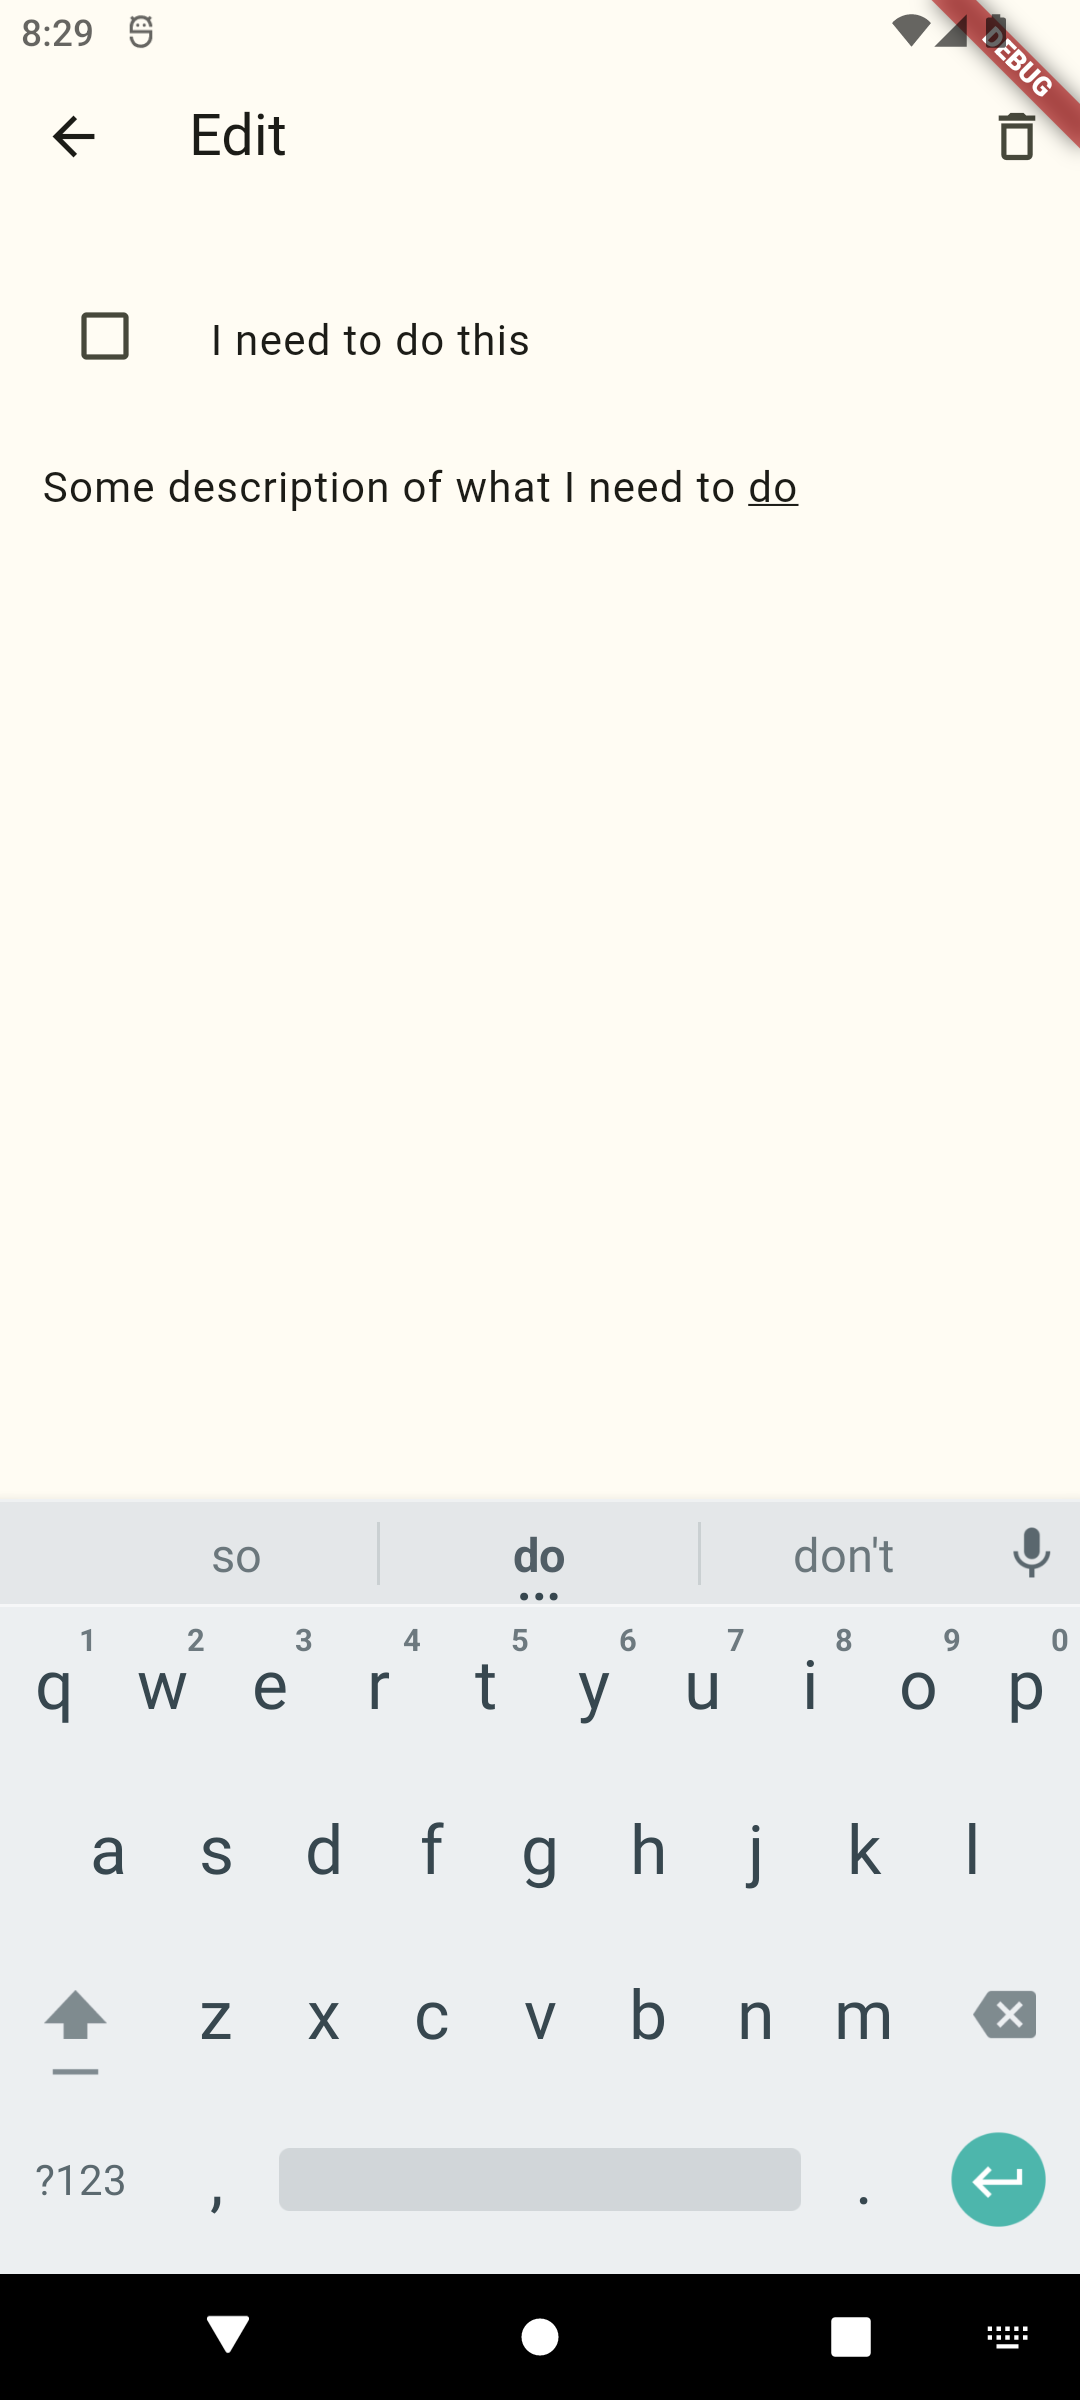 8:29
DEBUG
Edit
I need to do this
Some description of what I need to do
so do don't
1 2 3 4 5 6 7 8 9 0
q w e r t y u i o p
a s d f g h j k l
z x c v b n m
?123 , .